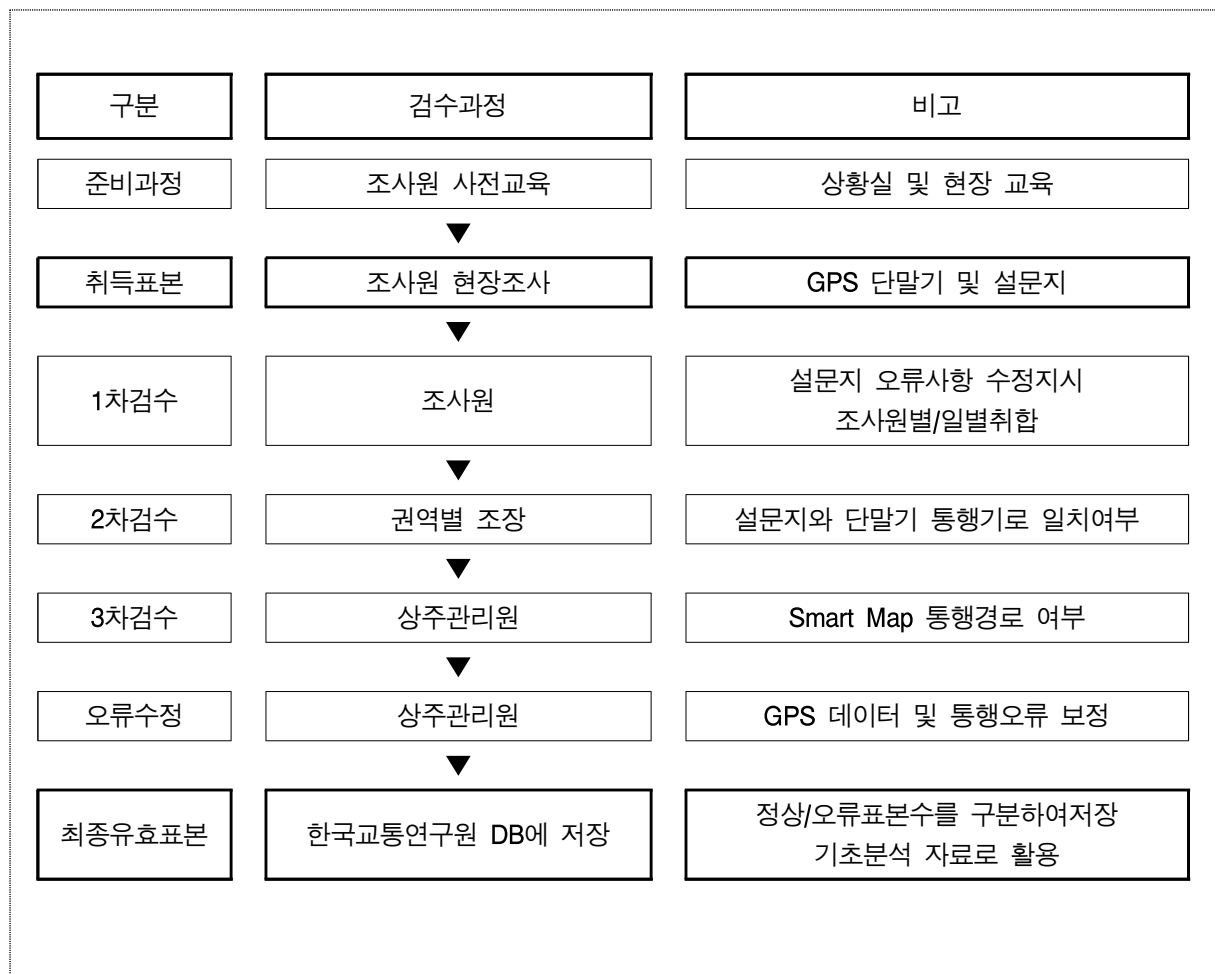 구분 검수과정 비고
준비과정 조사원 사전교육 상황실 및 현장 교육
▼
취득표본 조사원 현장조사 GPS 단말기 및 설문지
▼
1차검수 조사원 설문지 오류사항 수정지시
조사원별/일별취합
▼
2차검수 권역별 조장 설문지와 단말기 통행기로 일치여부
▼
3차검수 상주관리원 Smart Map 통행경로 여부
▼
오류수정 상주관리원 GPS 데이터 및 통행오류 보정
▼
최종유효표본 한국교통연구원 DB에 저장 정상/오류표본수를 구분하여저장
기초분석 자료로 활용